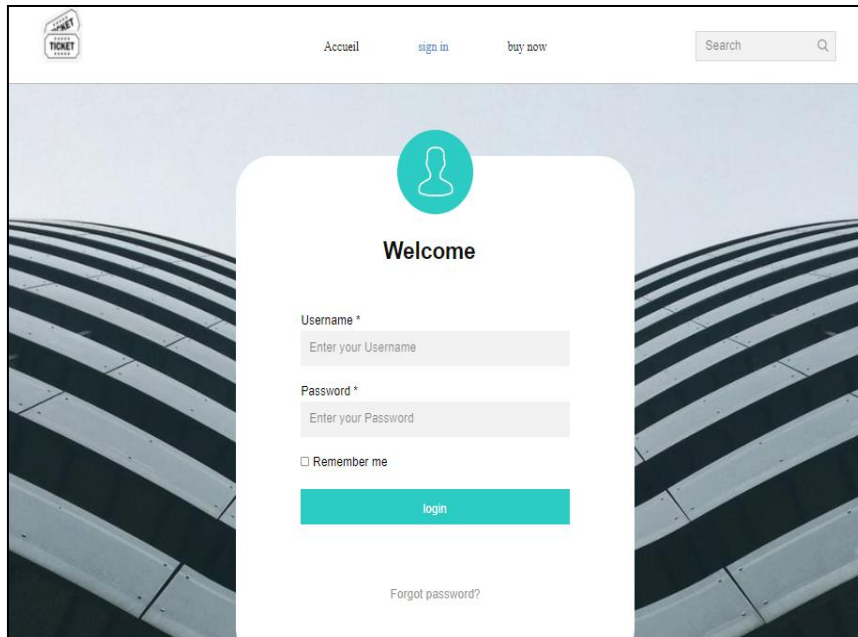 TICKET
TICKET
Accueil
sign in
buy now
Search
Welcome
Username *
Enter your Username
Password *
Enter your Password
Remember me
login
Forgot password?